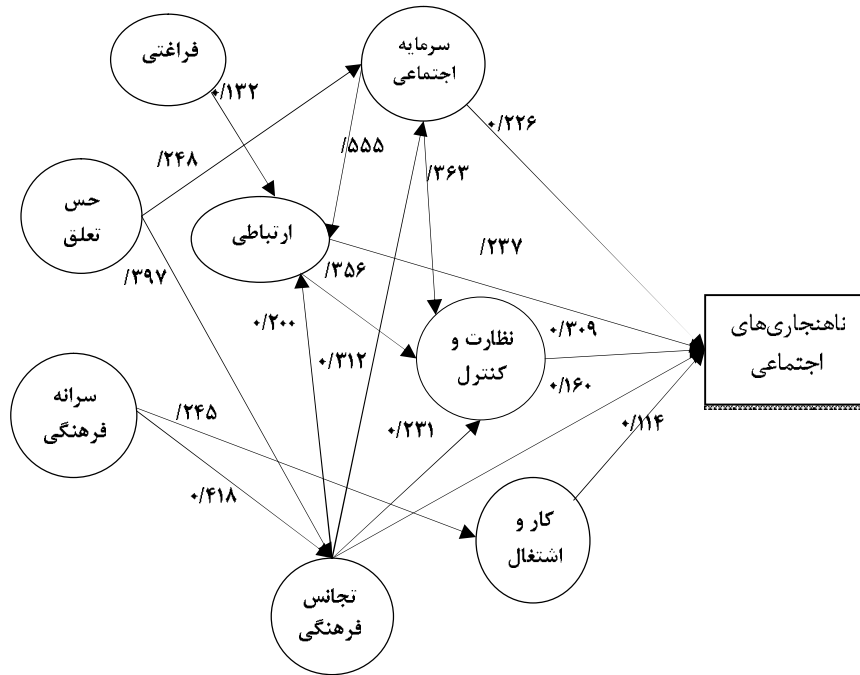 فراغتی
سرمایه
اجتماعی
۰/۱۳۲
۰/۲۲۶
/۵۵۵
/۲۴۸
/۳۶۳
حس
تعلق
ارتباطی
/۲۳۷
/۳۹۷
/۳۵۶
۰/۲۰۰
۰/۳۱۲
نظارت و
کنترل
۰/۳۰۹
ناهنجاری‌های
اجتماعی
۰/۱۶۰
سرانه
فرهنگی
/۲۴۵
۰/۲۳۱
۰/۱۱۴
۰/۴۱۸
کار و
اشتغال
تجانس
فرهنگی